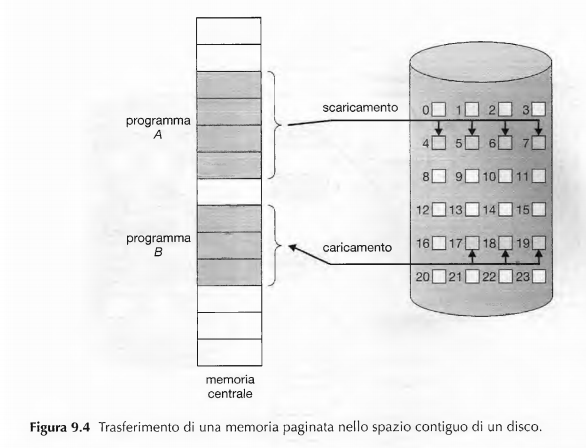 programma
A
scaricamento
0 1 2 3
4 5 6 7
8 9 10 11
12 13 14 15
programma
B
caricamento
16 17 18 19
20 21 22 23
memoria
centrale
Figura 9.4 Trasferimento di una memoria paginata nello spazio contiguo di un disco.